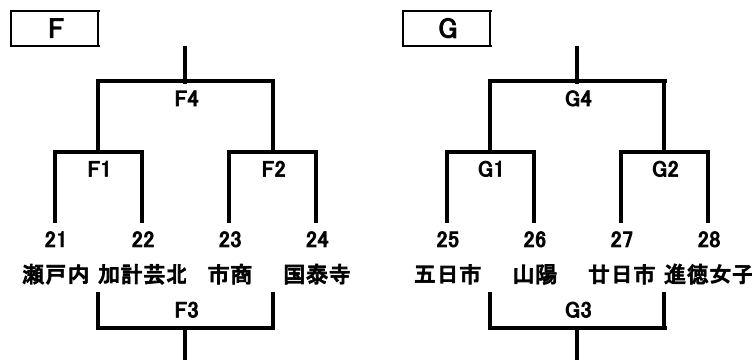 F G
F4 G4
F1 F2 G1 G2
21 22 23 24 25 26 27 28
瀬戸内 加計芸北 市商 国泰寺 五日市 山陽 廿日市 進徳女子
F3 G3